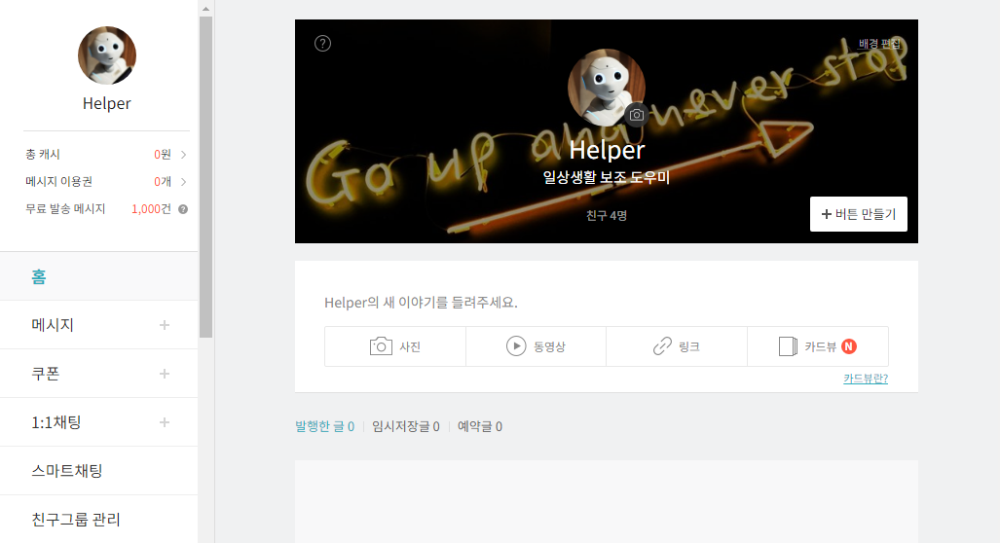 Helper
총 캐시 0원
메시지 이용권 0개
무료 발송 메시지 1,000건 ?
홈
메시지 +
쿠폰 +
1:1채팅 +
스마트채팅
친구그룹 관리
?
배경 편집
Go up and never stop
Helper
일상생활 보조 도우미
친구 4명
+ 버튼 만들기
Helper의 새 이야기를 들려주세요.
사진 동영상 링크 카드뷰 N
카드뷰란?
발행한 글 0 임시저장글 0 예약글 0